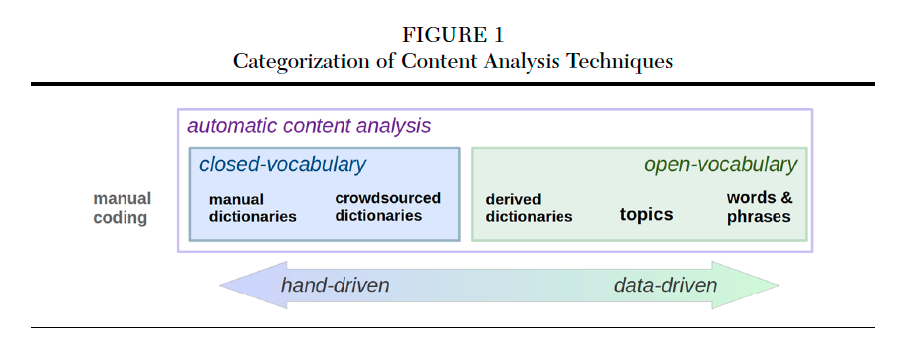 FIGURE 1
Categorization of Content Analysis Techniques
automatic content analysis
closed-vocabulary
open-vocabulary
manual
coding
manual
dictionaries
crowdsourced
dictionaries
derived
dictionaries
topics
words &
phrases
hand-driven
data-driven